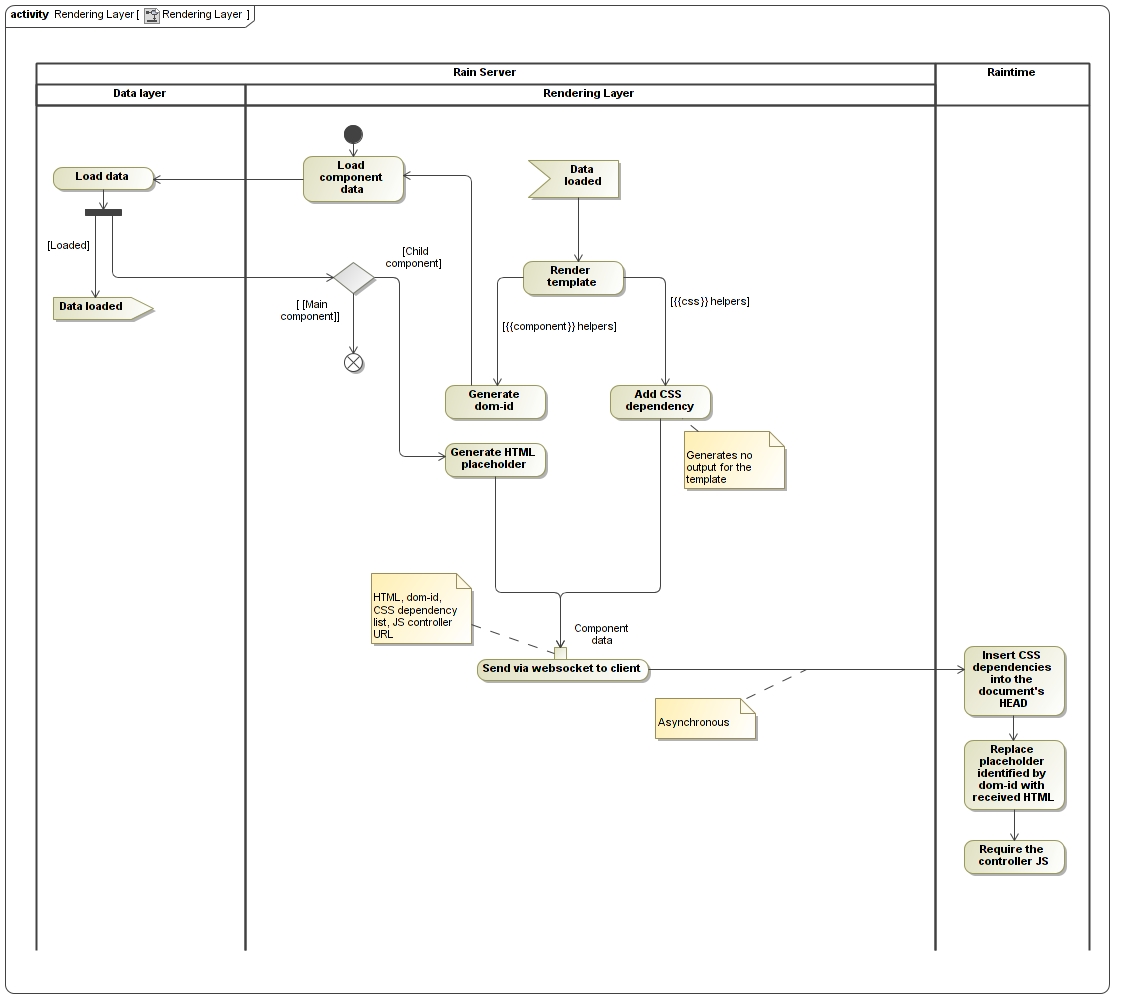 activity Rendering Layer [ Rendering Layer ]
Rain Server
Raintime
Data layer
Rendering Layer
Load
component
data
Data
loaded
Load data
[Loaded]
[Child
component]
Render
template
Data loaded
[ [Main
component]]
[{{css}} helpers]
[{{component}} helpers]
Generate
dom-id
Add CSS
dependency
Generate HTML
placeholder
Generates no
output for the
template
HTML, dom-id,
CSS dependency
list, JS controller
URL
Component
data
Send via websocket to client
Asynchronous
Insert CSS
dependencies
into the
document's
HEAD
Replace
placeholder
identified by
dom-id with
received HTML
Require the
controller JS